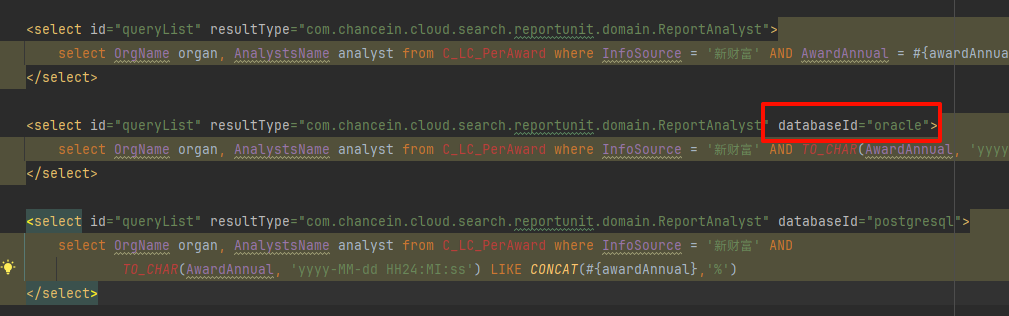 <select id="queryList" resultType="com.chancein.cloud.search.reportunit.domain.ReportAnalyst">
select OrgName organ, AnalystsName analyst from C_LC_PerAward where InfoSource = '新财富' AND AwardAnnual = #{awardAnnua
</select>
<select id="queryList" resultType="com.chancein.cloud.search.reportunit.domain.ReportAnalyst" databaseId="oracle">
select OrgName organ, AnalystsName analyst from C_LC_PerAward where InfoSource = '新财富' AND TO_CHAR(AwardAnnual, 'yyyy
</select>
<select id="queryList" resultType="com.chancein.cloud.search.reportunit.domain.ReportAnalyst" databaseId="postgresql">
select OrgName organ, AnalystsName analyst from C_LC_PerAward where InfoSource = '新财富' AND
TO_CHAR(AwardAnnual, 'yyyy-MM-dd HH24:MI:ss') LIKE CONCAT(#{awardAnnual},'%')
</select>